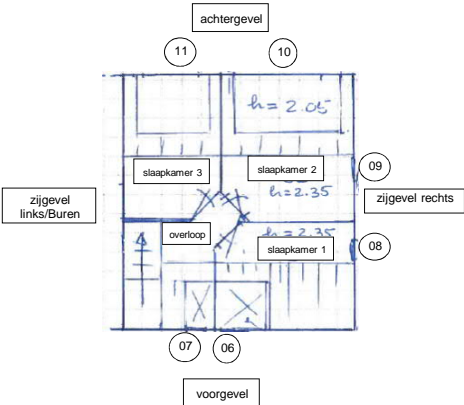 achtergevel
11
10
h = 2.05
slaapkamer 3
slaapkamer 2
09
h=2.35
zijgevel
links/Buren
zijgevel rechts
overloop
h = 2.35
slaapkamer 1
08
07
06
voorgevel